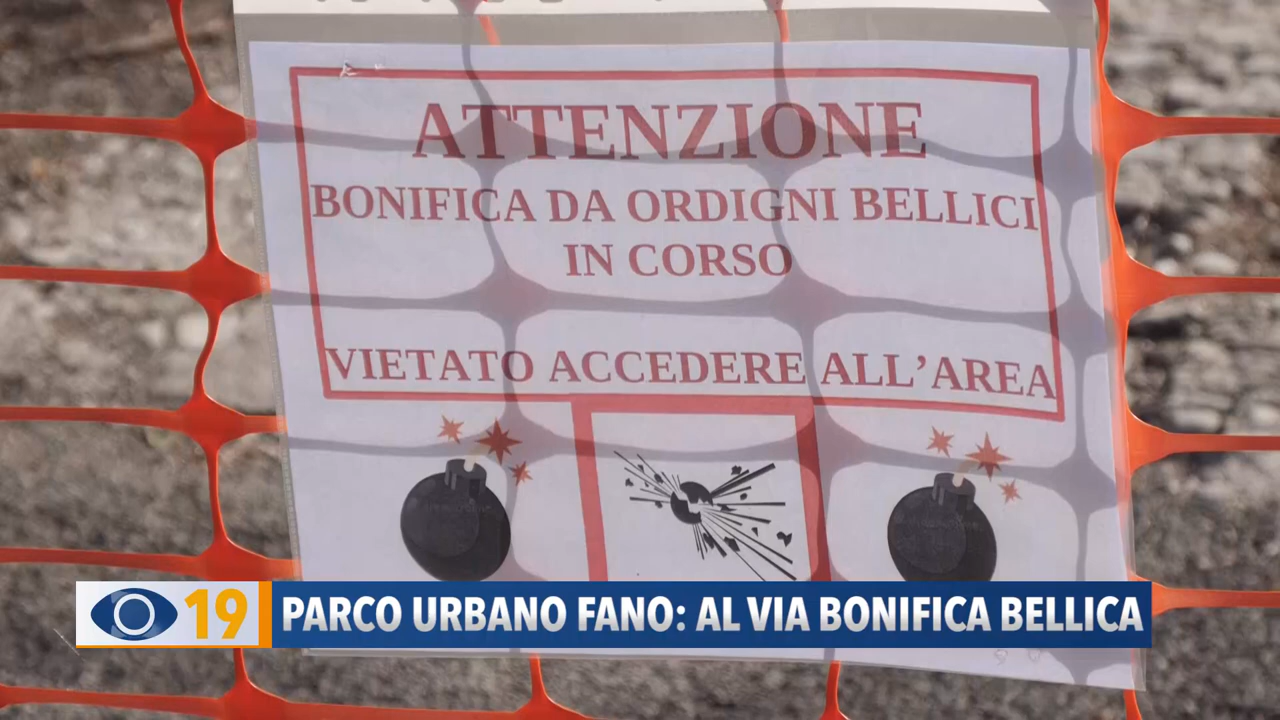 ATTENZIONE
BONIFICA DA ORDIGNI BELLICI
IN CORSO
VIETATO ACCEDERE ALL'AREA
19 PARCO URBANO FANO: AL VIA BONIFICA BELLICA